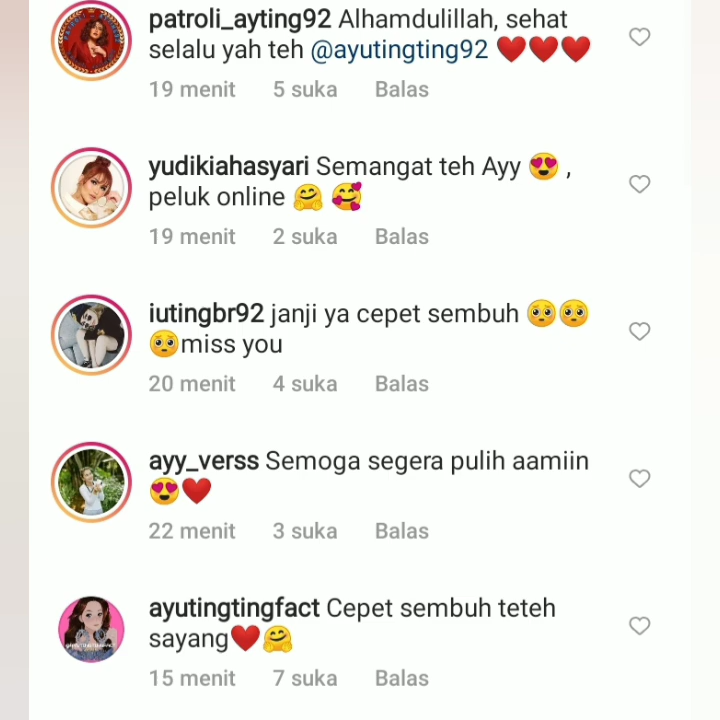 patroli_ayting92 Alhamdulillah, sehat
selalu yah teh @ayutingting92 ❤️❤️❤️
19 menit 5 suka Balas
yudikiahasyari Semangat teh Ayy 😍 ,
peluk online 🤗 🥰
19 menit 2 suka Balas
iutingbr92 janji ya cepet sembuh 🥺🥺
🥺miss you
20 menit 4 suka Balas
ayy_verss Semoga segera pulih aamiin
😍❤️
22 menit 3 suka Balas
ayutingtingfact Cepet sembuh teteh
sayang❤️🤗
15 menit 7 suka Balas